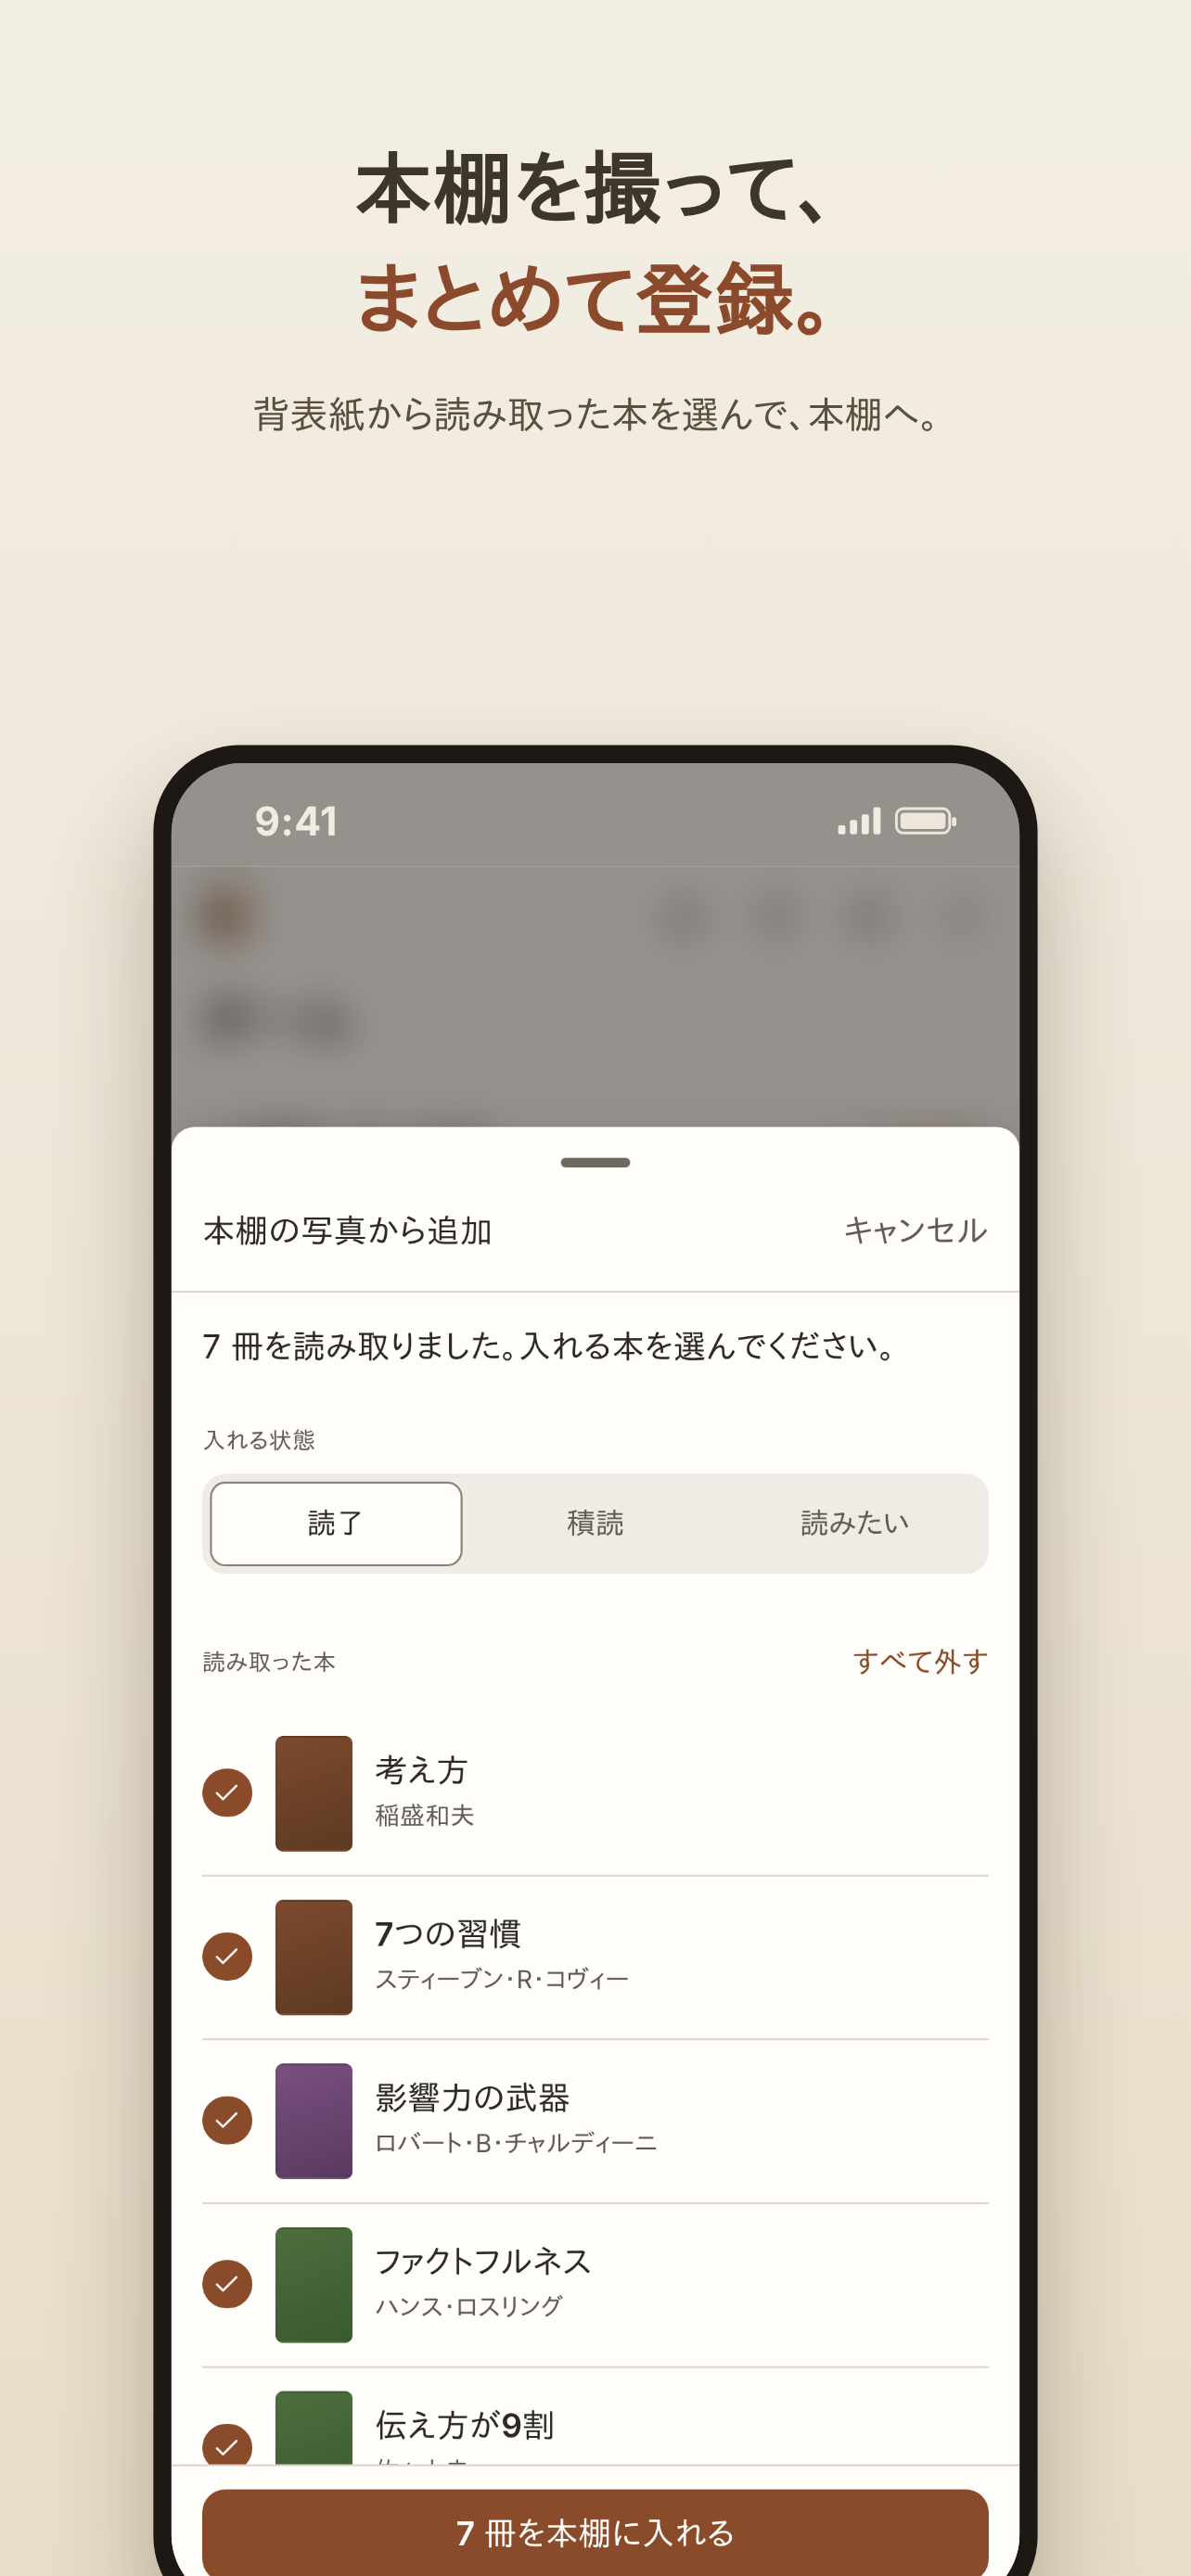 本棚を撮って、
まとめて登録。
背表紙から読み取った本を選んで、本棚へ。
9:41
本棚の写真から追加
キャンセル
7 冊を読み取りました。入れる本を選んでください。
入れる状態
読了
積読
読みたい
読み取った本
すべて外す
考え方
稲盛和夫
7つの習慣
スティーブン・R・コヴィー
影響力の武器
ロバート・B・チャルディーニ
ファクトフルネス
ハンス・ロスリング
伝え方が9割
7 冊を本棚に入れる